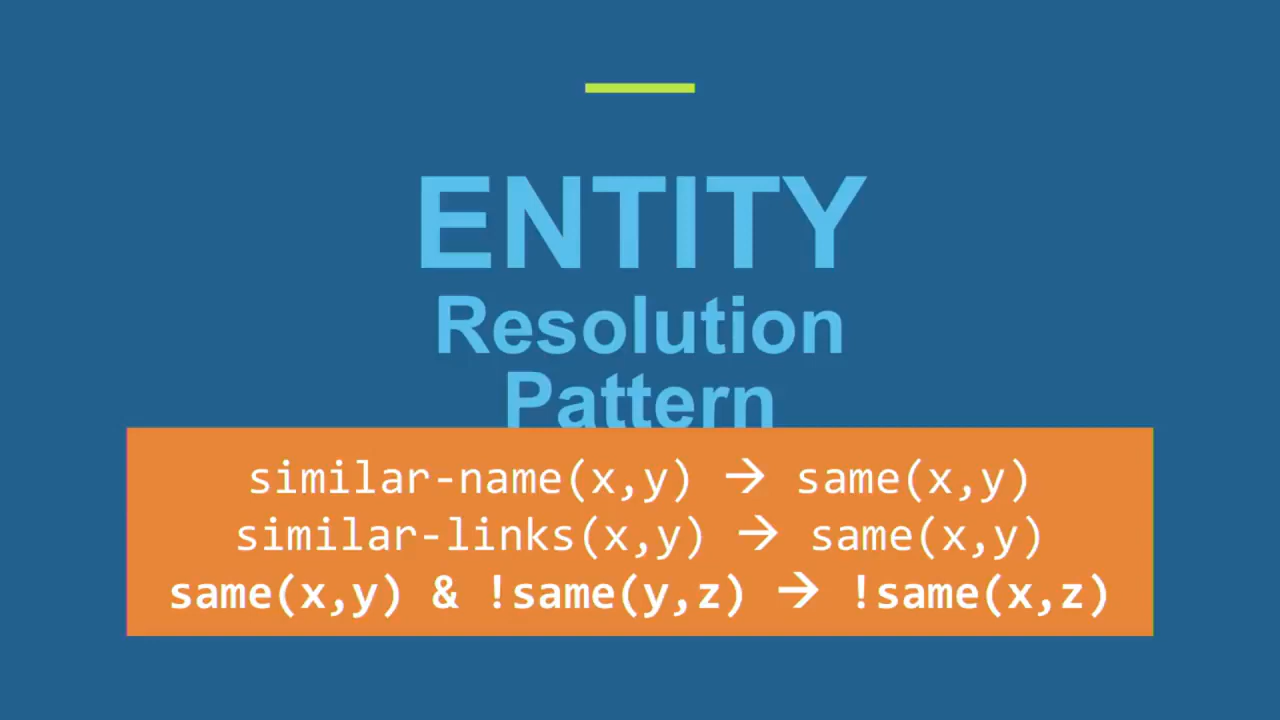 ENTITY
Resolution
Pattern
similar-name(x,y) → same(x,y)
similar-links(x,y) → same(x,y)
same(x,y) & !same(y,z) → !same(x,z)